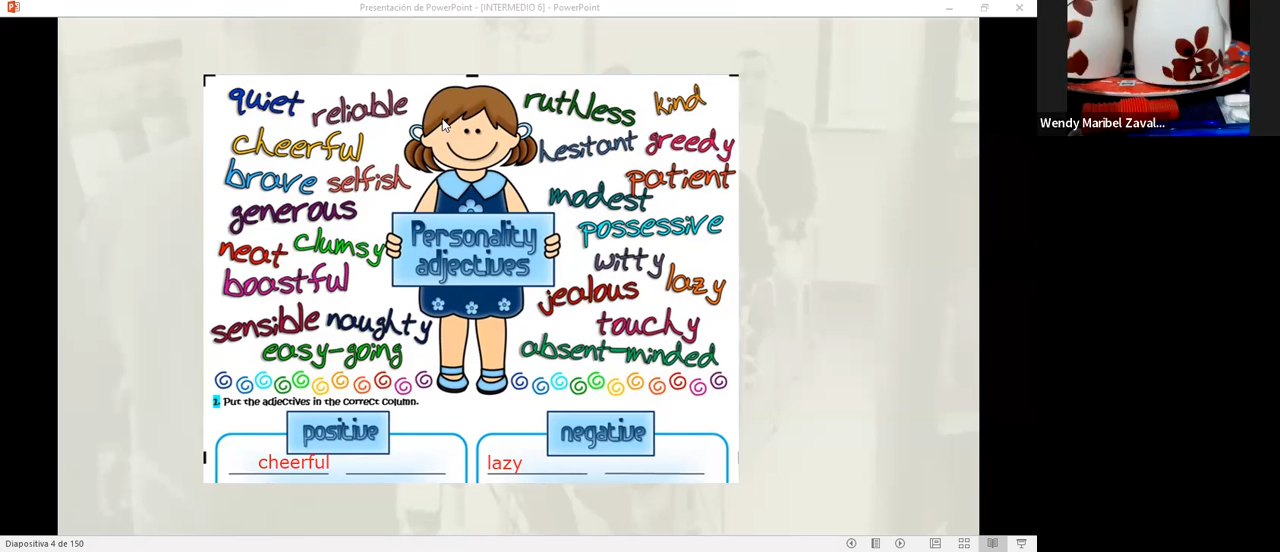 Presentación de PowerPoint - [INTERMEDIO 6] - PowerPoint
Wendy Maribel Zaval...
quiet reliable ruthless kind
cheerful hesitant greedy
brave selfish modest patient
generous possessive
neat clumsy witty
boastful jealous lazy
sensible naughty touchy
easy-going absent-minded
Personality
adjectives
1. Put the adjectives in the correct column.
positive negative
cheerful lazy
Diapositiva 4 de 150